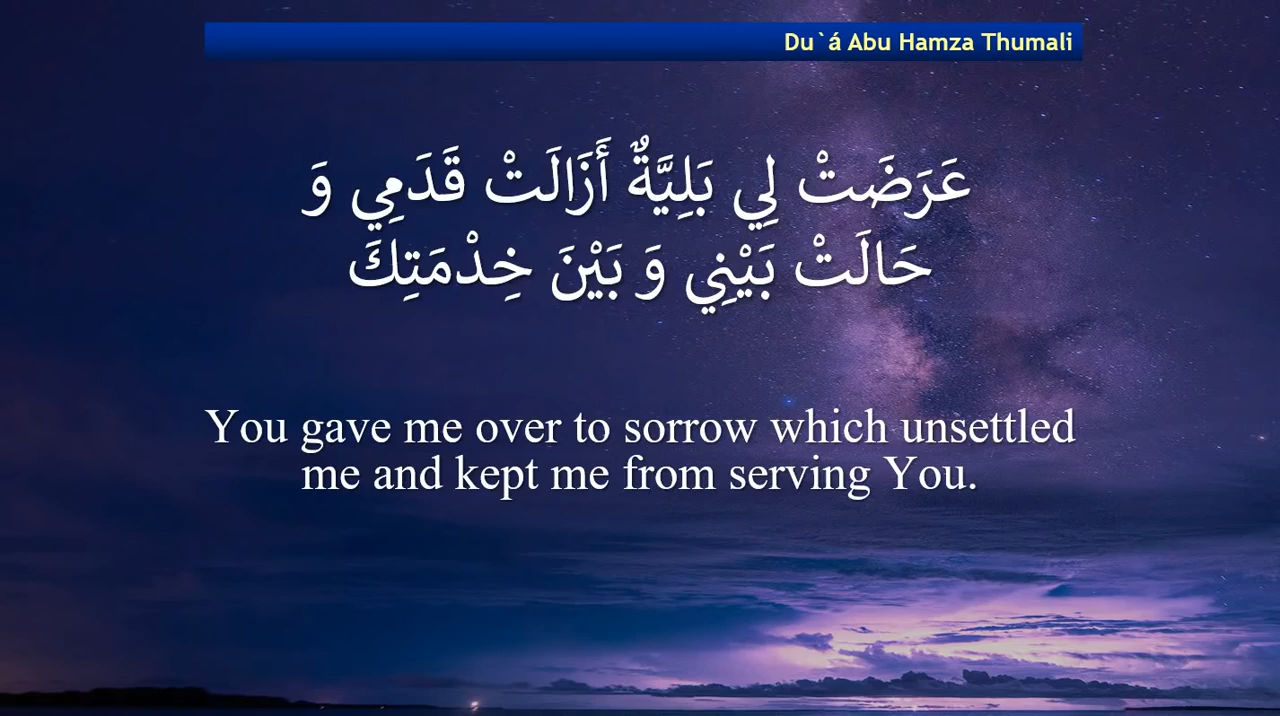 Du`á Abu Hamza Thumali
عَرَضَتْ لِي بَلِيَّةٌ أَزَالَتْ قَدَمِي وَ
حَالَتْ بَيْنِي وَ بَيْنَ خِدْمَتِكَ
You gave me over to sorrow which unsettled
me and kept me from serving You.